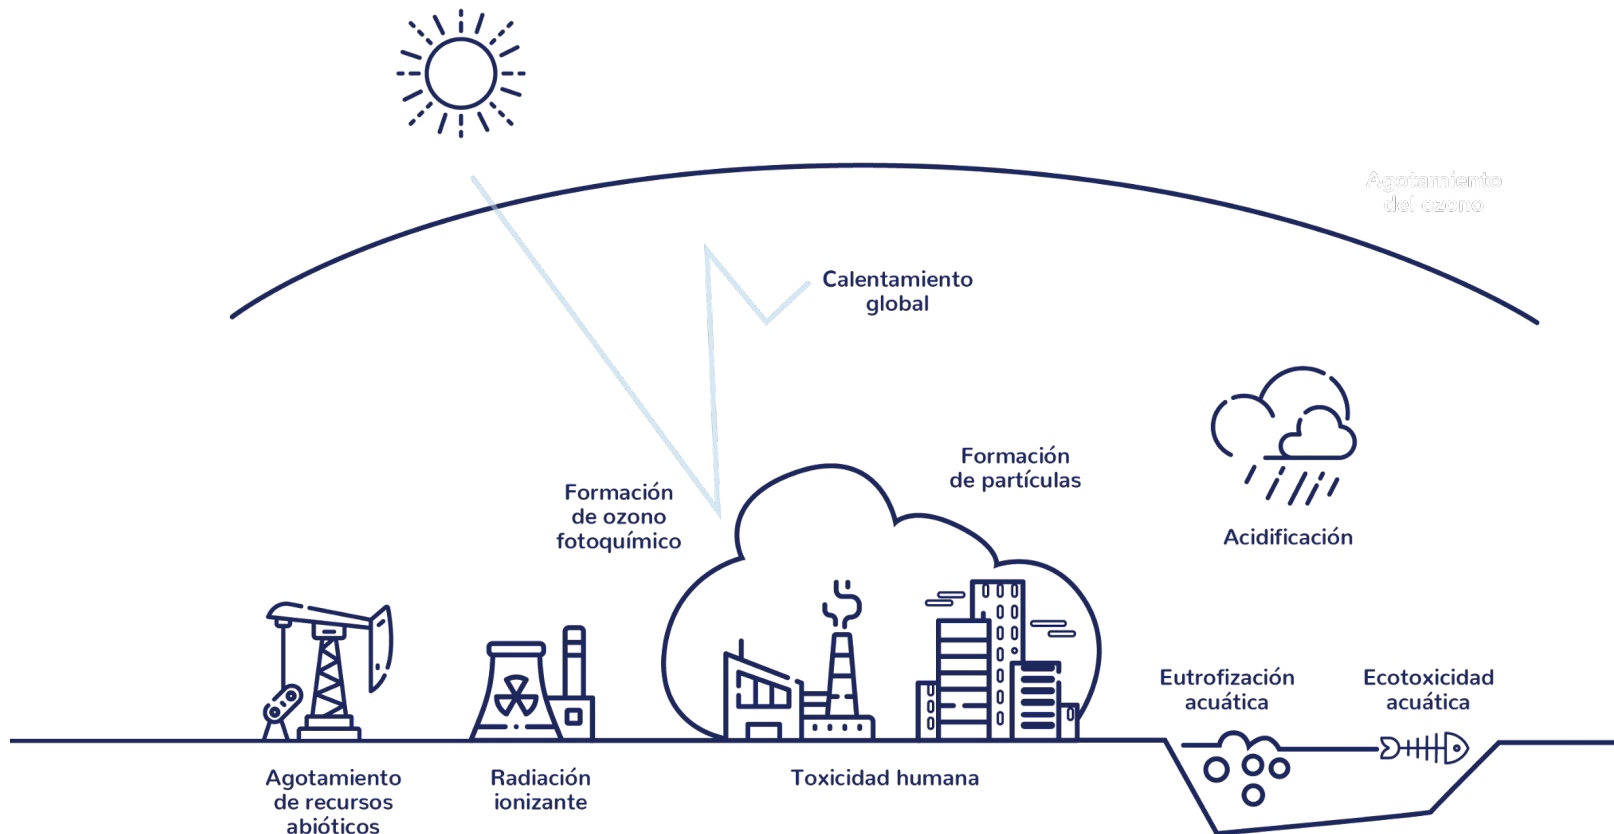 Agotamiento
del ozono
Calentamiento
global
Formación
de partículas
Formación
de ozono
fotoquímico
Acidificación
Eutrofización
acuática
Ecotoxicidad
acuática
Agotamiento
de recursos
abióticos
Radiación
ionizante
Toxicidad humana